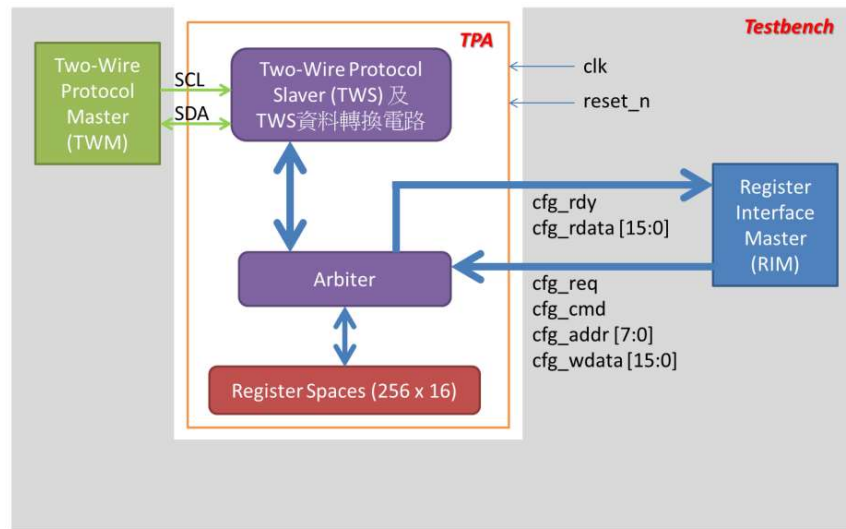 TPA
Testbench
Two-Wire
Protocol
Master
(TWM)
SCL
SDA
Two-Wire Protocol
Slaver (TWS) 及
TWS資料轉換電路
clk
reset_n
cfg_rdy
cfg_rdata [15:0]
Register
Interface
Master
(RIM)
Arbiter
cfg_req
cfg_cmd
cfg_addr [7:0]
cfg_wdata [15:0]
Register Spaces (256 x 16)